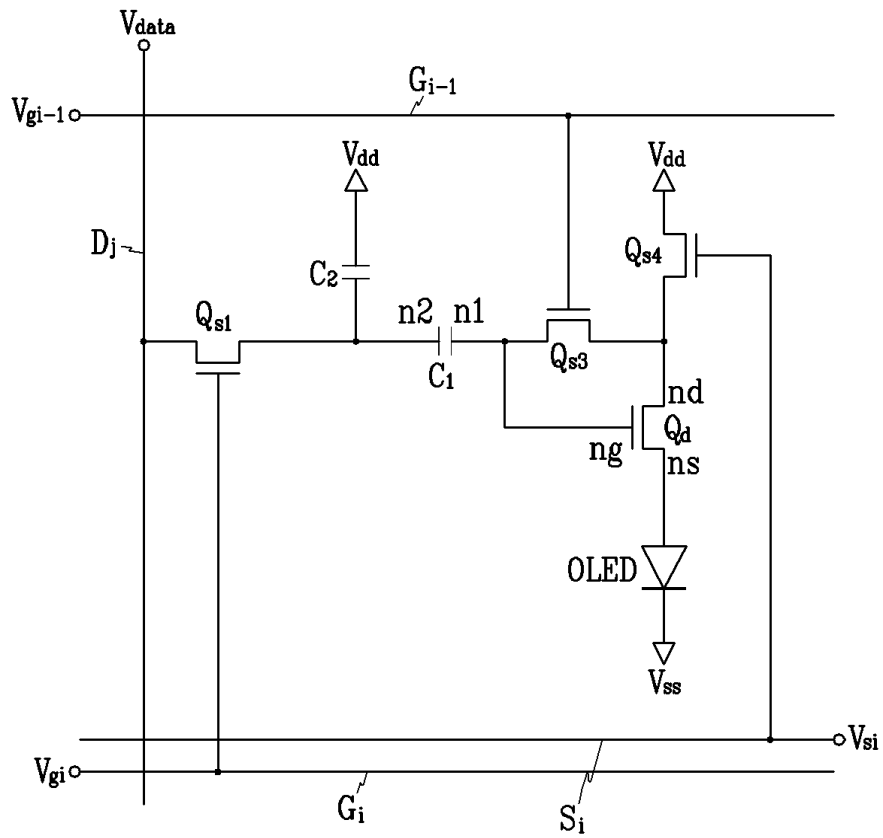 Vdata
Gi-1
Vgi-1
Vdd
Vdd
Dj
Qs4
C2
Qs1
n2 n1
Qs3
C1
nd
Qd
ng
ns
OLED
Vss
Vsi
Vgi
Gi
Si